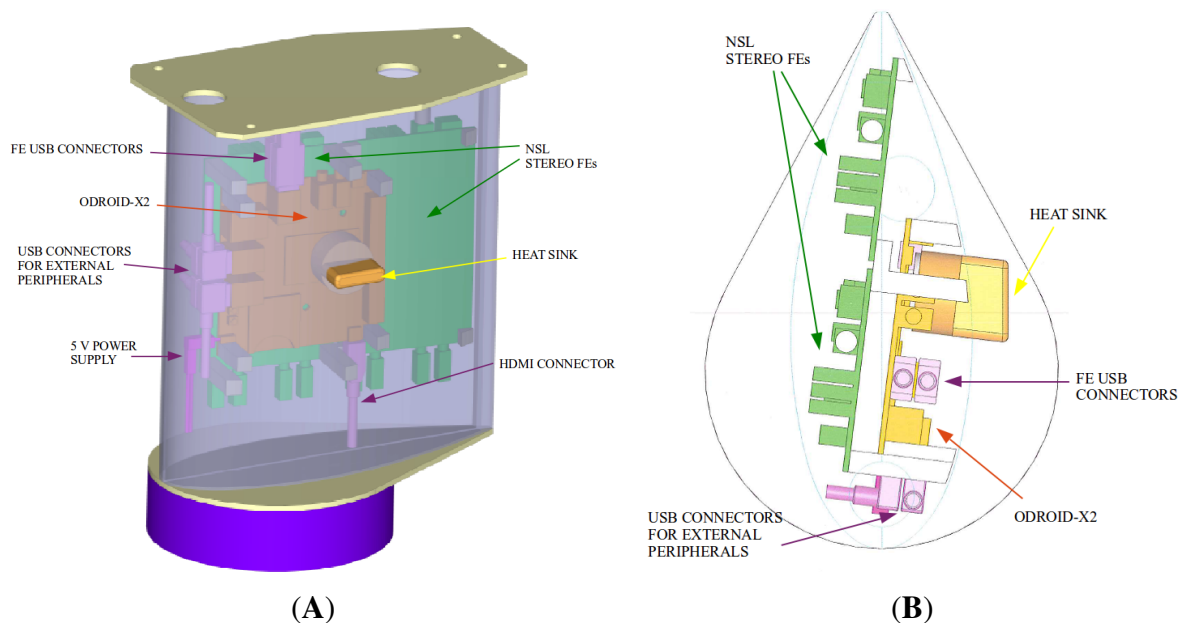 FE USB CONNECTORS
NSL
STEREO FEs
ODROID-X2
USB CONNECTORS
FOR EXTERNAL
PERIPHERALS
HEAT SINK
5 V POWER
SUPPLY
HDMI CONNECTOR
(A)
NSL
STEREO FEs
HEAT SINK
FE USB
CONNECTORS
ODROID-X2
USB CONNECTORS
FOR EXTERNAL
PERIPHERALS
(B)